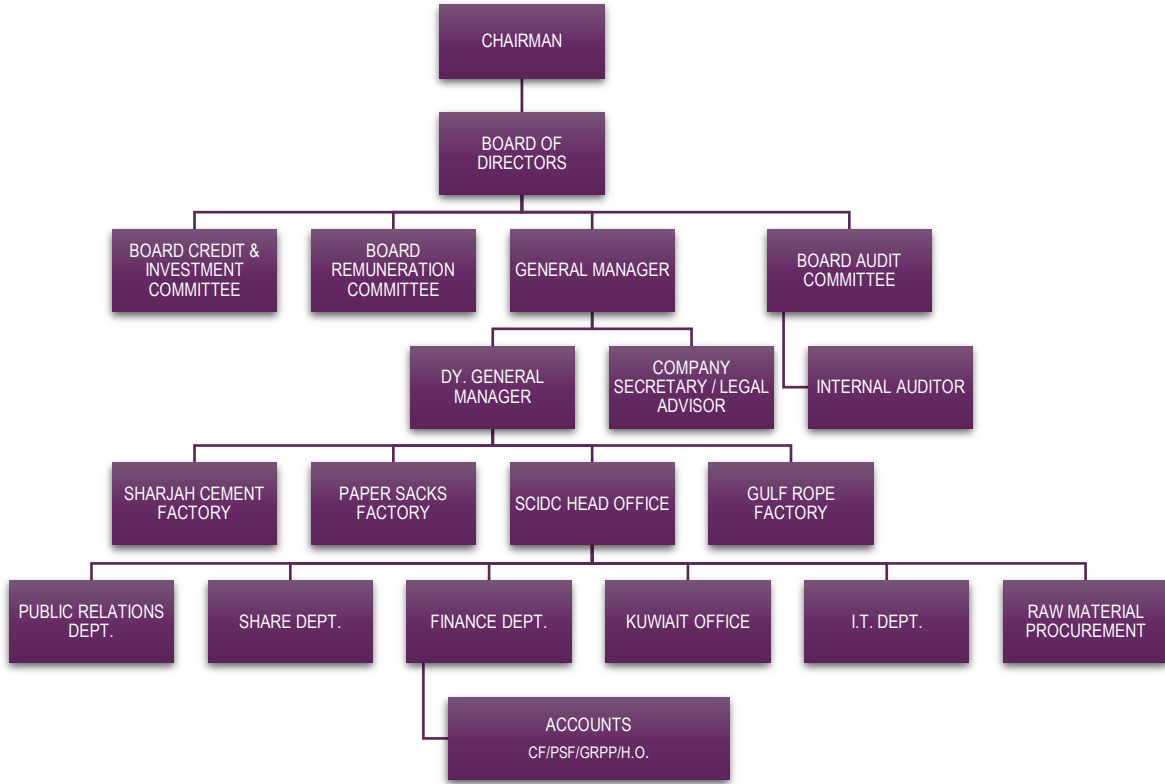 CHAIRMAN
BOARD OF
DIRECTORS
BOARD CREDIT &
INVESTMENT
COMMITTEE
BOARD
REMUNERATION
COMMITTEE
GENERAL MANAGER
BOARD AUDIT
COMMITTEE
DY. GENERAL
MANAGER
COMPANY
SECRETARY / LEGAL
ADVISOR
INTERNAL AUDITOR
SHARJAH CEMENT
FACTORY
PAPER SACKS
FACTORY
SCIDC HEAD OFFICE
GULF ROPE
FACTORY
PUBLIC RELATIONS
DEPT.
SHARE DEPT.
FINANCE DEPT.
KUWIAIT OFFICE
I.T. DEPT.
RAW MATERIAL
PROCUREMENT
ACCOUNTS
CF/PSF/GRPP/H.O.